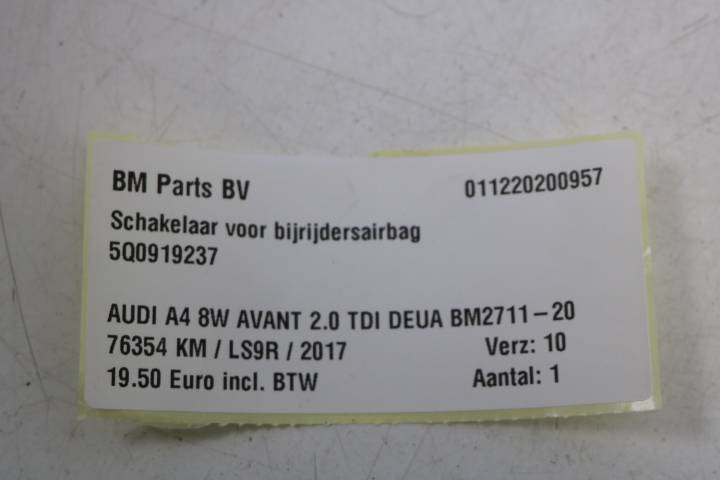 BM Parts BV 011220200957
Schakelaar voor bijrijdersairbag
5Q0919237
AUDI A4 8W AVANT 2.0 TDI DEUA BM2711-20
76354 KM / LS9R / 2017 Verz: 10
19.50 Euro incl. BTW Aantal: 1